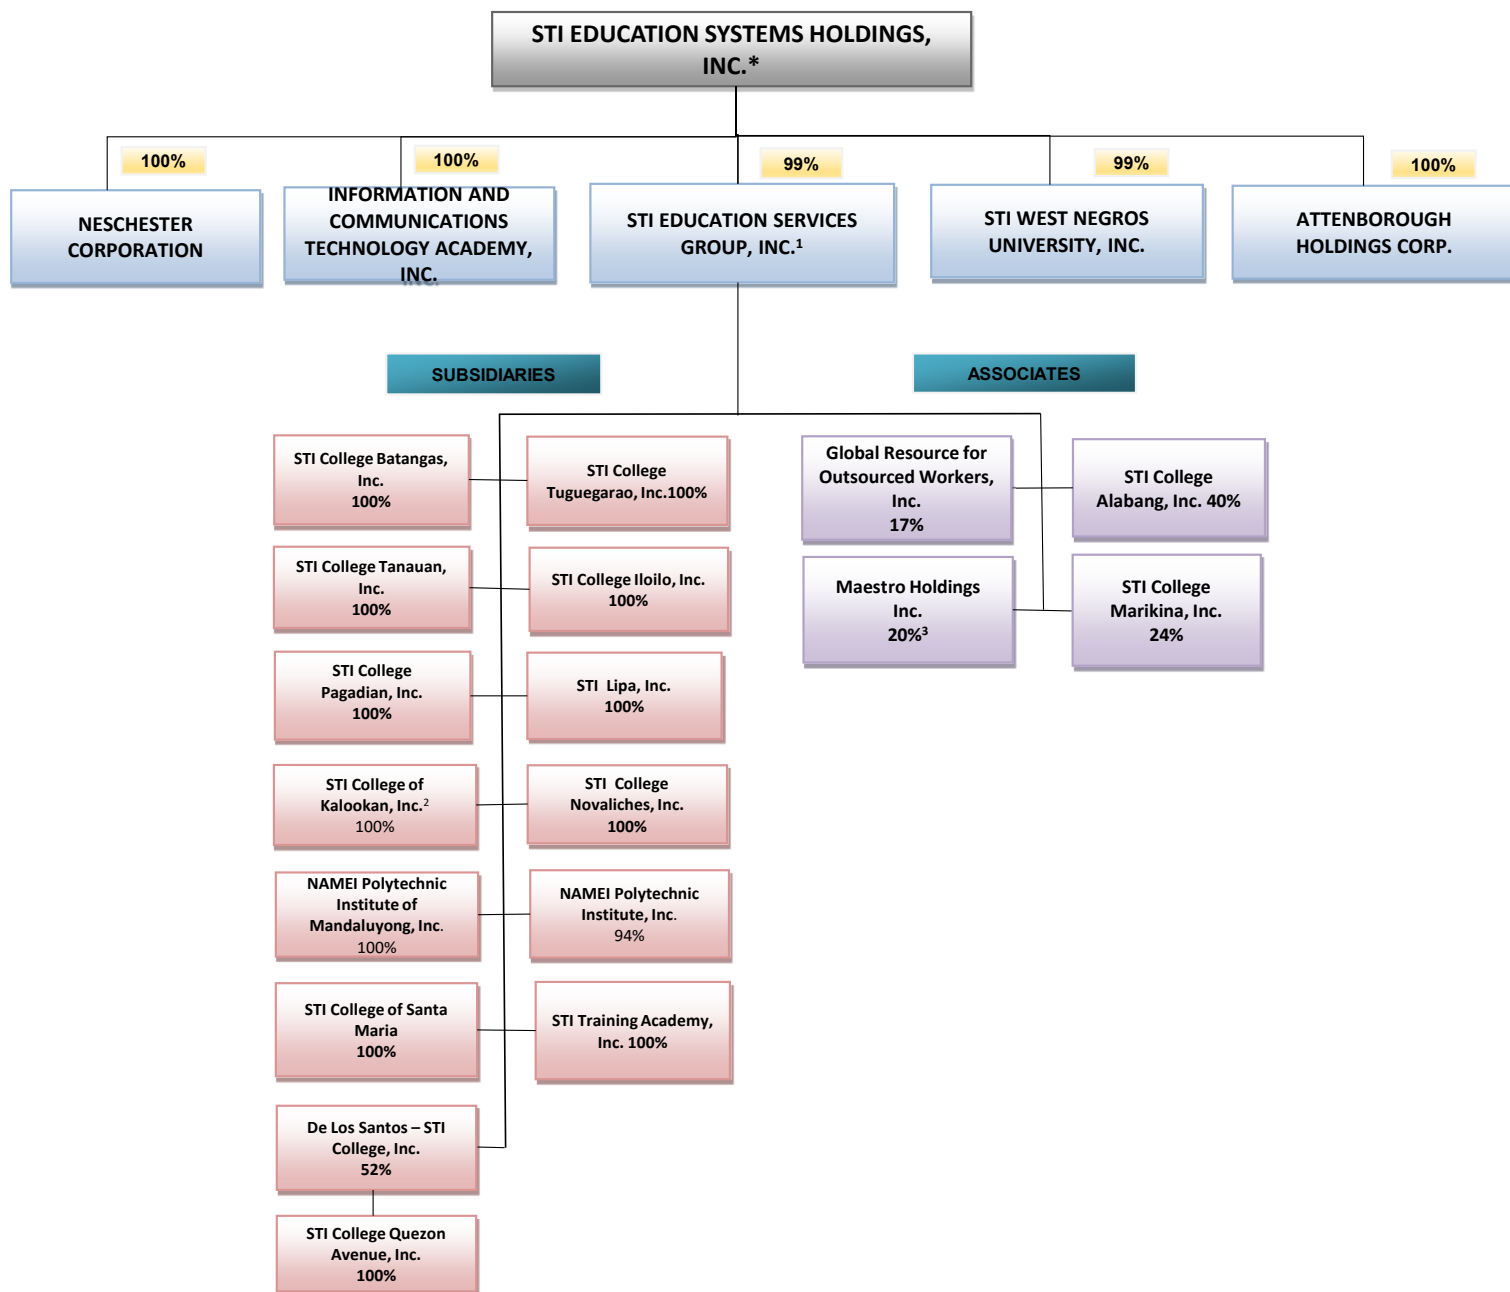 STI EDUCATION SYSTEMS HOLDINGS,
INC.*
100%
100%
99%
99%
100%
NESCHESTER
CORPORATION
INFORMATION AND
COMMUNICATIONS
TECHNOLOGY ACADEMY,
INC.
STI EDUCATION SERVICES
GROUP, INC.¹
STI WEST NEGROS
UNIVERSITY, INC.
ATTENBOROUGH
HOLDINGS CORP.
SUBSIDIARIES
ASSOCIATES
STI College Batangas,
Inc.
100%
STI College
Tuguegarao, Inc.100%
Global Resource for
Outsourced Workers,
Inc.
17%
STI College
Alabang, Inc. 40%
STI College Tanauan,
Inc.
100%
STI College Iloilo, Inc.
100%
Maestro Holdings
Inc.
20%³
STI College
Marikina, Inc.
24%
STI College
Pagadian, Inc.
100%
STI Lipa, Inc.
100%
STI College of
Kalookan, Inc.²
100%
STI College
Novaliches, Inc.
100%
NAMEI Polytechnic
Institute of
Mandaluyong, Inc.
100%
NAMEI Polytechnic
Institute, Inc.
94%
STI College of Santa
Maria
100%
STI Training Academy,
Inc. 100%
De Los Santos – STI
College, Inc.
52%
STI College Quezon
Avenue, Inc.
100%